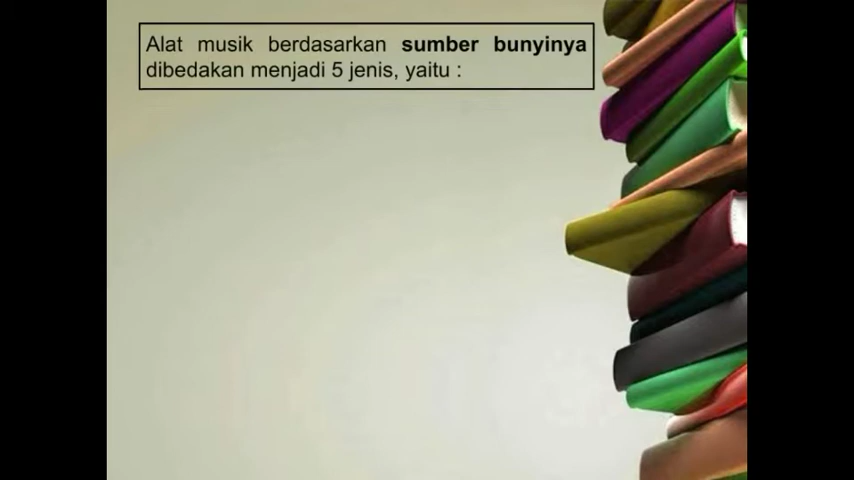 Alat musik berdasarkan sumber bunyinya
dibedakan menjadi 5 jenis, yaitu :